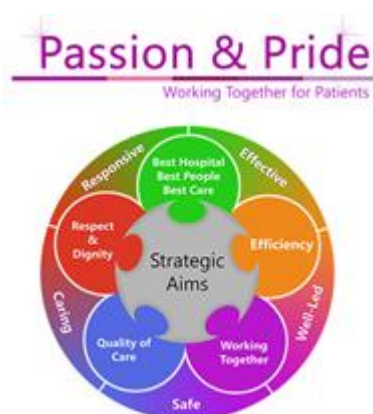 Passion & Pride
Working Together for Patients
Responsive
Effective
Best Hospital
Best People
Best Care
Respect
&
Dignity
Strategic
Aims
Efficiency
Caring
Well-Led
Quality of
Care
Working
Together
Safe